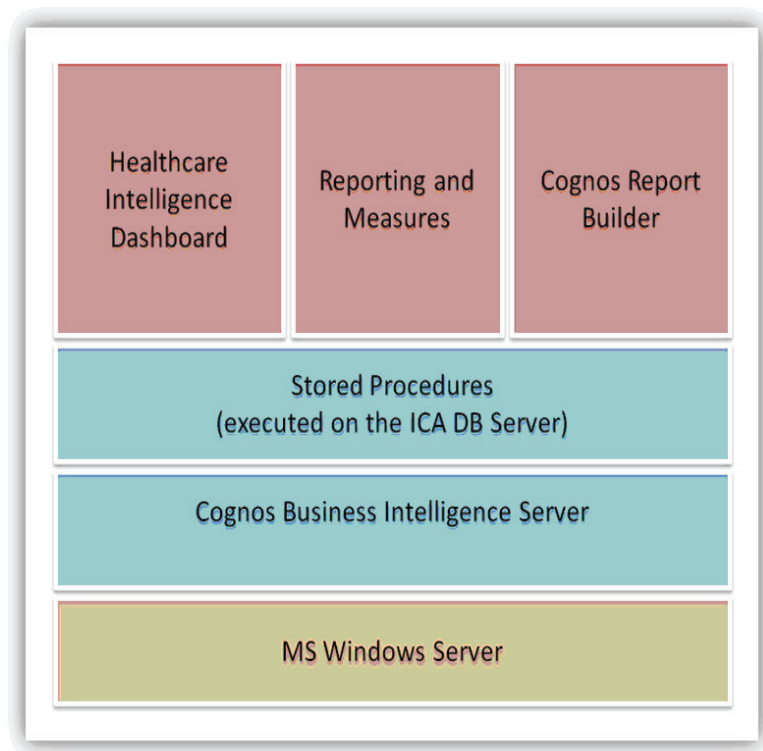 Healthcare
Intelligence
Dashboard
Reporting and
Measures
Cognos Report
Builder
Stored Procedures
(executed on the ICA DB Server)
Cognos Business Intelligence Server
MS Windows Server